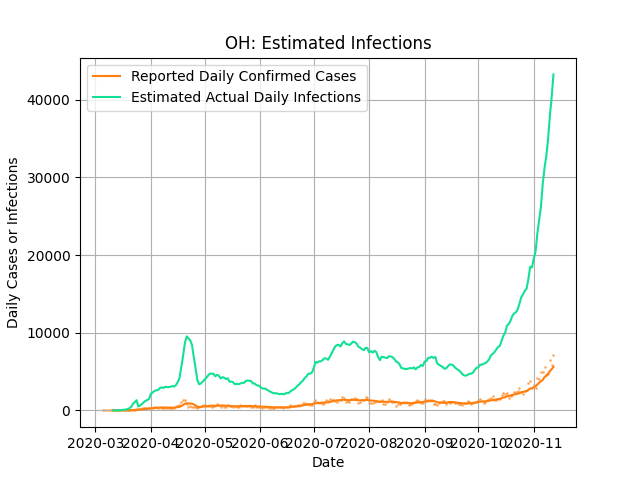 OH: Estimated Infections
Reported Daily Confirmed Cases
Estimated Actual Daily Infections
Daily Cases or Infections
40000
30000
20000
10000
0
2020-03 2020-04 2020-05 2020-06 2020-07 2020-08 2020-09 2020-10 2020-11
Date